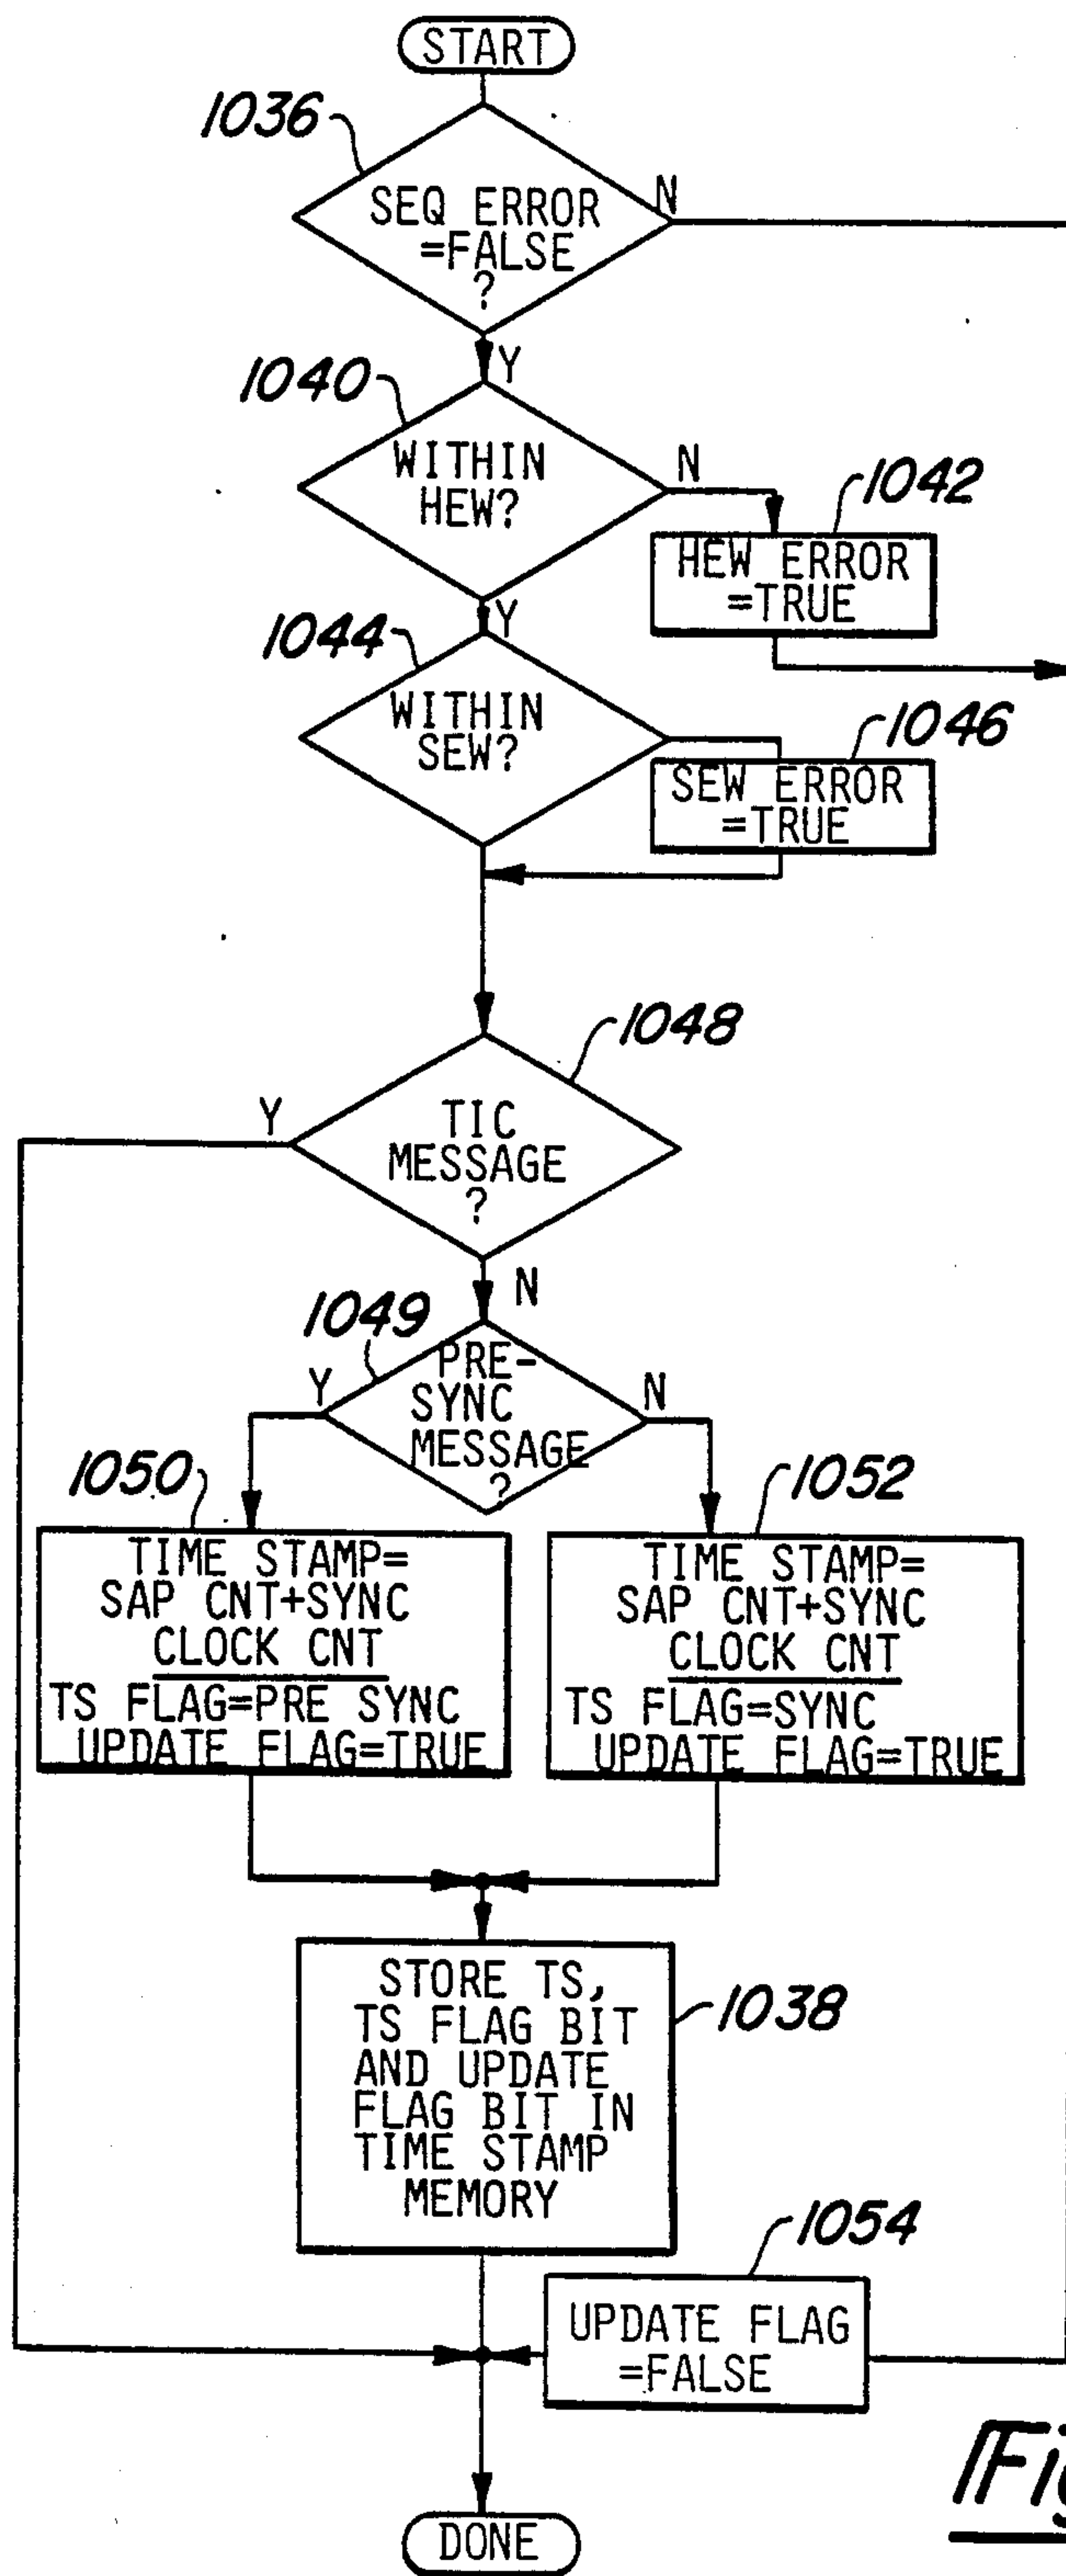 START
1036
SEQ ERROR
=FALSE
?
N
Y
1040
WITHIN
HEW?
N
1042
HEW ERROR
=TRUE
Y
1044
WITHIN
SEW?
1046
SEW ERROR
=TRUE
1048
Y
TIC
MESSAGE
?
N
1049
Y
PRE-
SYNC
MESSAGE
?
N
1050
TIME STAMP=
SAP CNT+SYNC
CLOCK CNT
TS FLAG=PRE SYNC
UPDATE FLAG=TRUE
1052
TIME STAMP=
SAP CNT+SYNC
CLOCK CNT
TS FLAG=SYNC
UPDATE FLAG=TRUE
STORE TS,
TS FLAG BIT
AND UPDATE
FLAG BIT IN
TIME STAMP
MEMORY
1038
1054
UPDATE FLAG
=FALSE
Fig
DONE